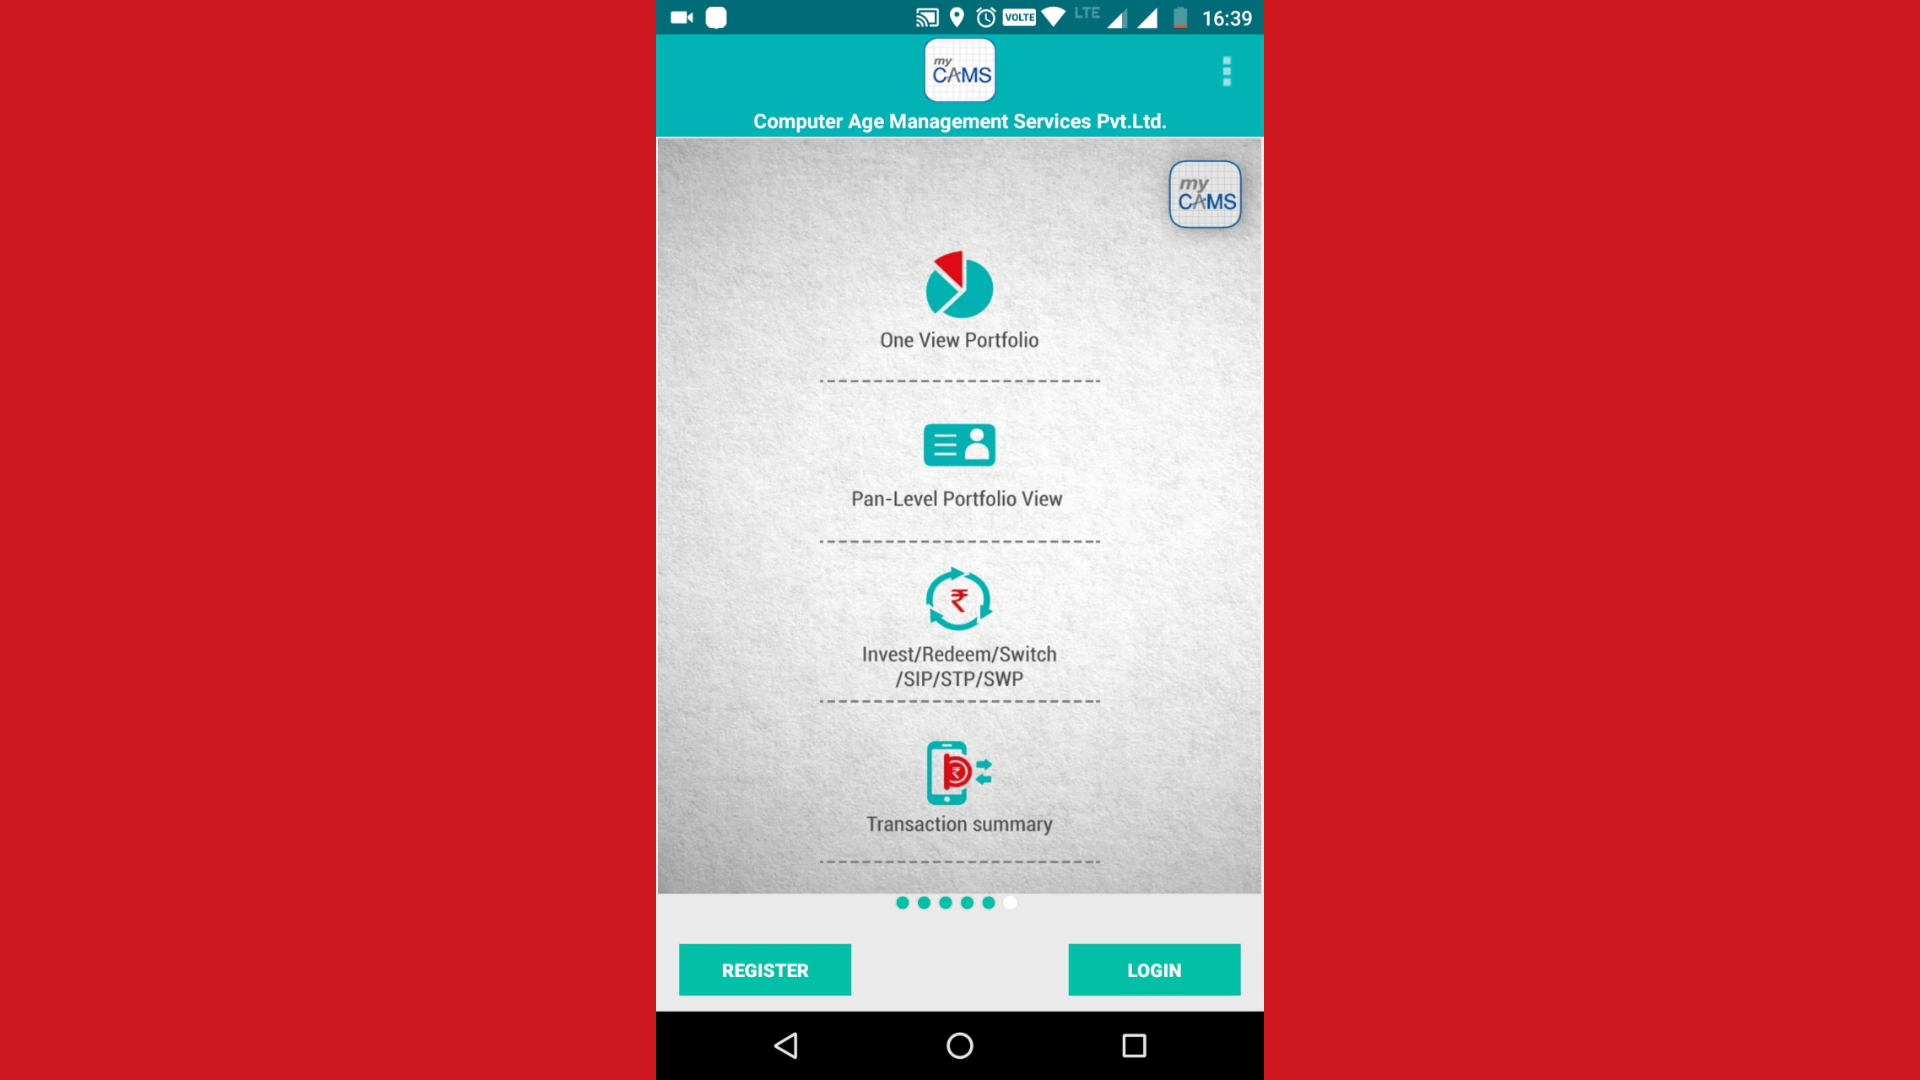 VOLTE LTE 16:39
my
CAMS
Computer Age Management Services Pvt.Ltd.
my
CAMS
One View Portfolio
Pan-Level Portfolio View
₹
Invest/Redeem/Switch
/SIP/STP/SWP
₹
Transaction summary
REGISTER LOGIN